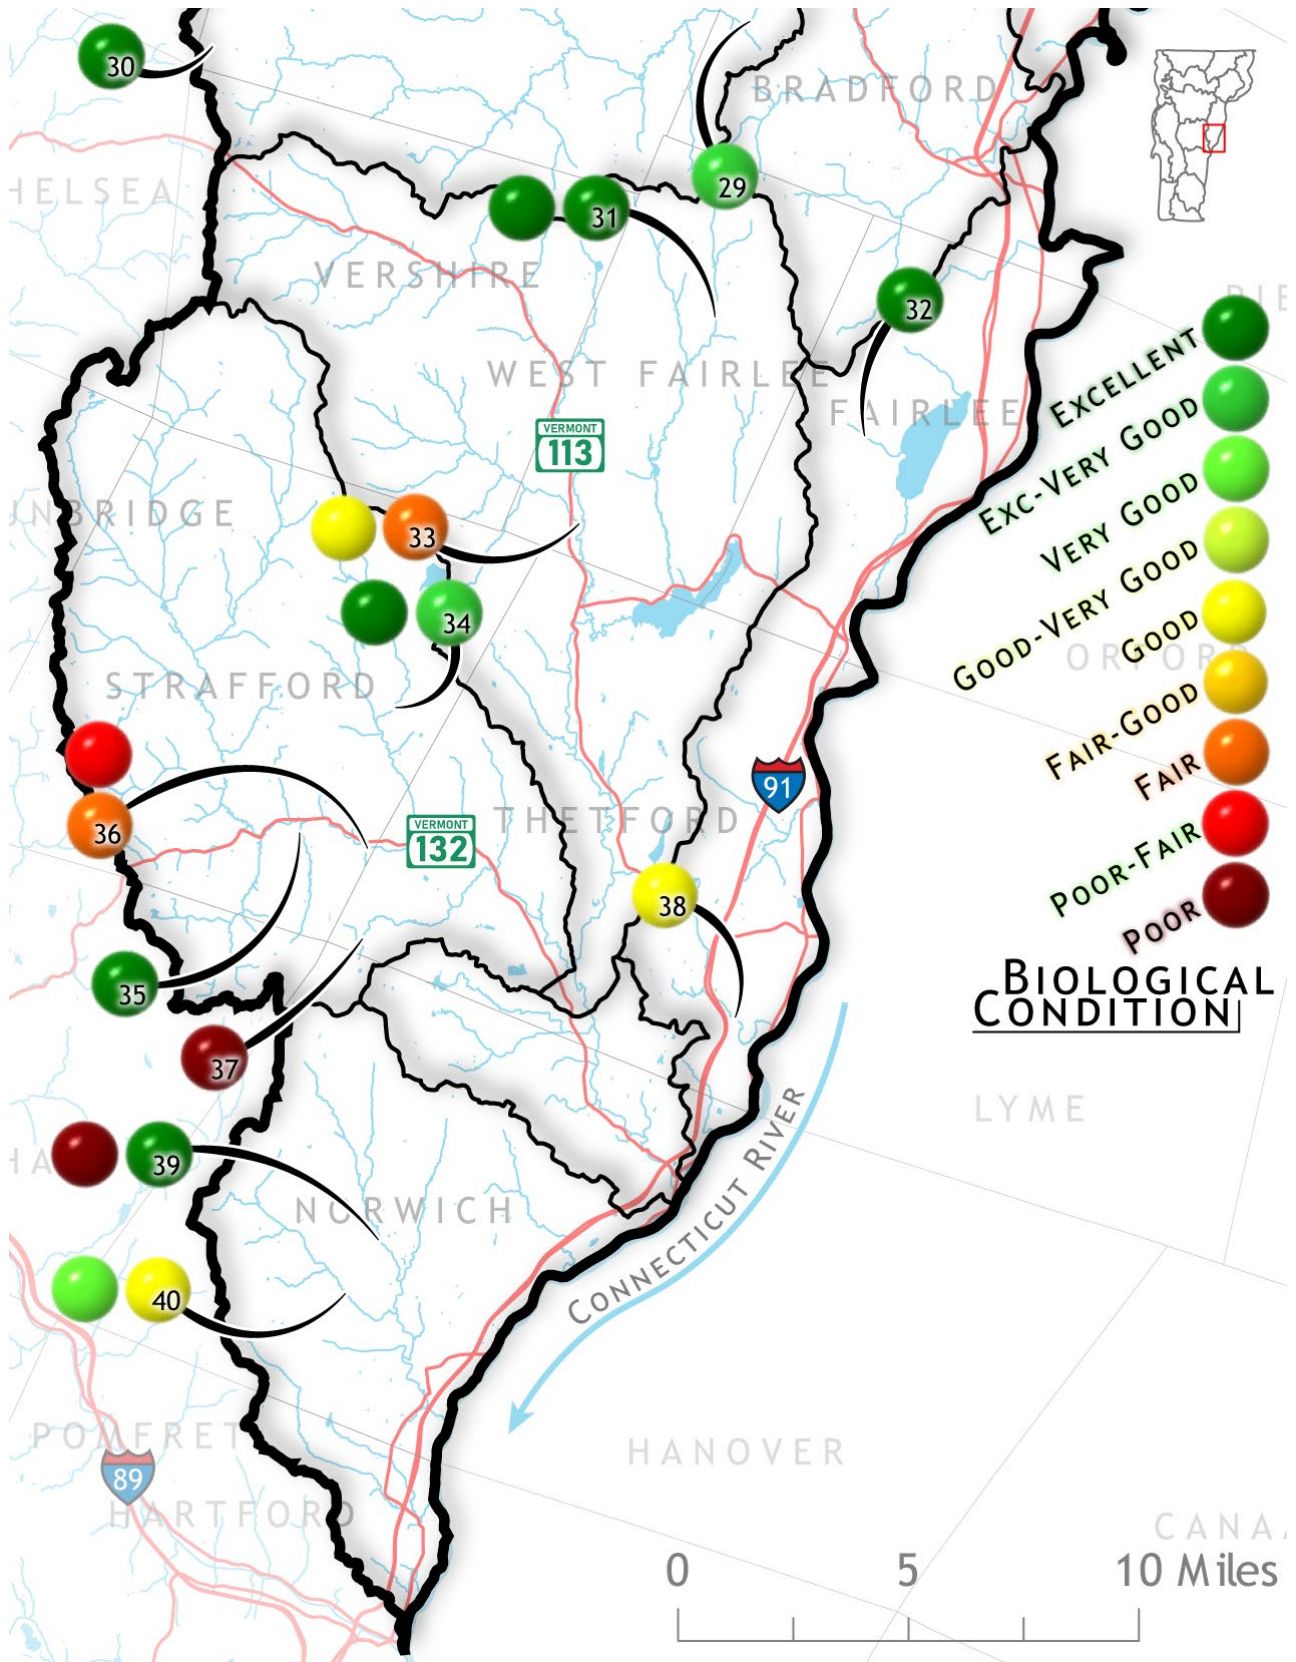 30
BRADFORD
29
HELSEA
31
VERSHIRE
32
WEST FAIRLEE
FAIRLEE
EXCELLENT
EXC-VERY GOOD
VERY GOOD
GOOD-VERY GOOD
GOOD
FAIR-GOOD
FAIR
POOR-FAIR
POOR
BIOLOGICAL
CONDITION
VERMONT
113
UNBRIDGE
33
34
ORFORD
STRAFFORD
91
36
THETFORD
VERMONT
132
38
35
37
LYME
39
NORWICH
CONNECTICUT RIVER
40
POMFRET
89
HANOVER
HARTFORD
CANA
0 5 10 Miles